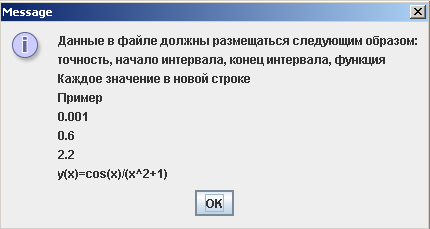 Message
Данные в файле должны размещаться следующим образом:
точность, начало интервала, конец интервала, функция
Каждое значение в новой строке
Пример
0.001
0.6
2.2
y(x)=cos(x)/(x^2+1)
OK